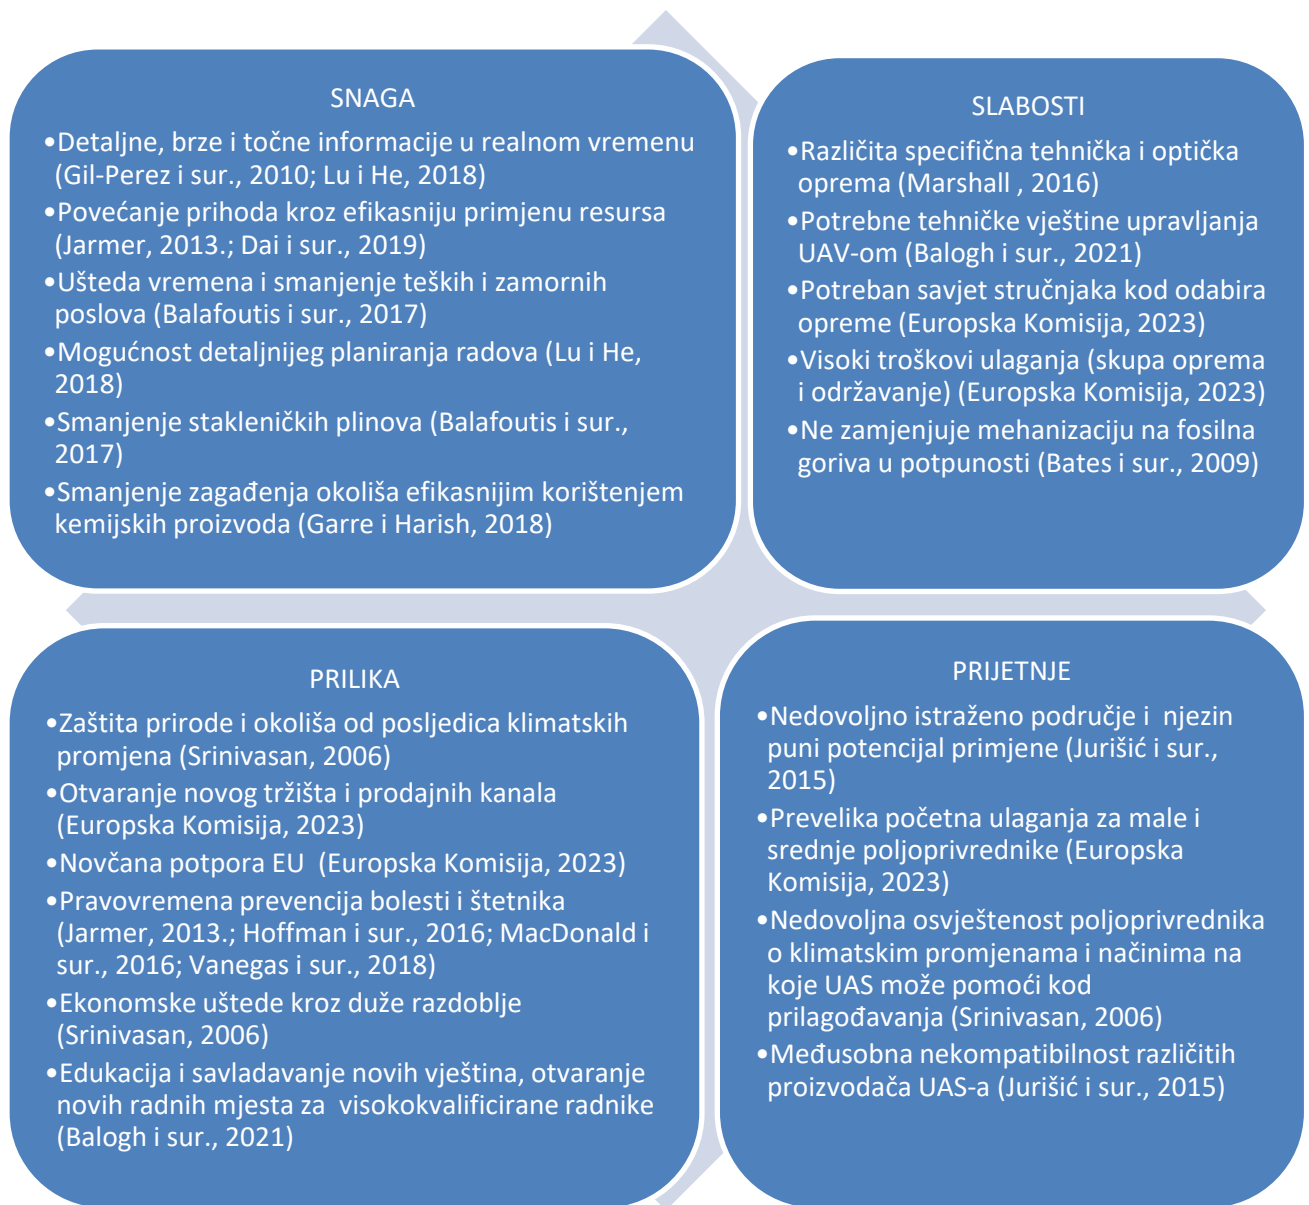 SNAGA
•Detaljne, brze i točne informacije u realnom vremenu
(Gil-Perez i sur., 2010; Lu i He, 2018)
•Povećanje prihoda kroz efikasniju primjenu resursa
(Jarmer, 2013.; Dai i sur., 2019)
•Ušteda vremena i smanjenje teških i zamornih
poslova (Balafoutis i sur., 2017)
•Mogućnost detaljnijeg planiranja radova (Lu i He,
2018)
•Smanjenje stakleničkih plinova (Balafoutis i sur.,
2017)
•Smanjenje zagađenja okoliša efikasnijim korištenjem
kemijskih proizvoda (Garre i Harish, 2018)
SLABOSTI
•Različita specifična tehnička i optička
oprema (Marshall , 2016)
•Potrebne tehničke vještine upravljanja
UAV-om (Balogh i sur., 2021)
•Potreban savjet stručnjaka kod odabira
opreme (Europska Komisija, 2023)
•Visoki troškovi ulaganja (skupa oprema
i održavanje) (Europska Komisija, 2023)
•Ne zamjenjuje mehanizaciju na fosilna
goriva u potpunosti (Bates i sur., 2009)
PRILIKA
•Zaštita prirode i okoliša od posljedica klimatskih
promjena (Srinivasan, 2006)
•Otvaranje novog tržišta i prodajnih kanala
(Europska Komisija, 2023)
•Novčana potpora EU (Europska Komisija, 2023)
•Pravovremena prevencija bolesti i štetnika
(Jarmer, 2013.; Hoffman i sur., 2016; MacDonald i
sur., 2016; Vanegas i sur., 2018)
•Ekonomske uštede kroz duže razdoblje
(Srinivasan, 2006)
•Edukacija i savladavanje novih vještina, otvaranje
novih radnih mjesta za visokokvalificirane radnike
(Balogh i sur., 2021)
PRIJETNJE
•Nedovoljno istraženo područje i njezin
puni potencijal primjene (Jurišić i sur.,
2015)
•Prevelika početna ulaganja za male i
srednje poljoprivrednike (Europska
Komisija, 2023)
•Nedovoljna osvještenost poljoprivrednika
o klimatskim promjenama i načinima na
koje UAS može pomoći kod
prilagođavanja (Srinivasan, 2006)
•Međusobna nekompatibilnost različitih
proizvođača UAS-a (Jurišić i sur., 2015)